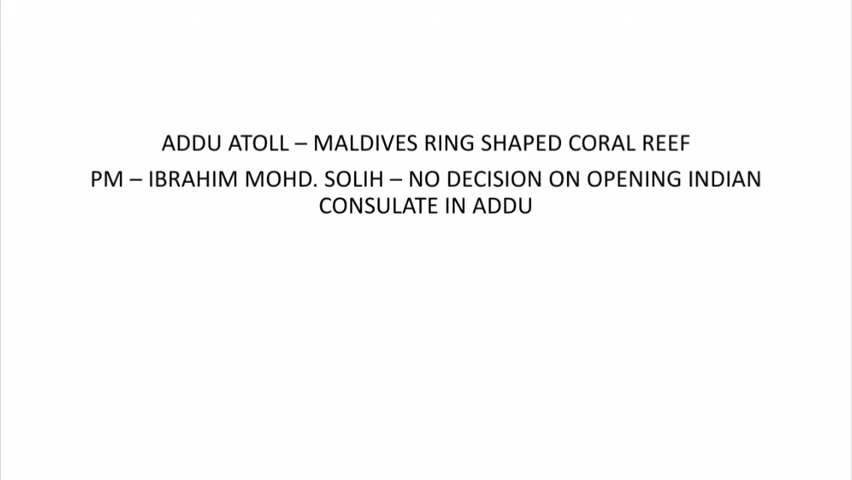 ADDU ATOLL – MALDIVES RING SHAPED CORAL REEF
PM – IBRAHIM MOHD. SOLIH – NO DECISION ON OPENING INDIAN
CONSULATE IN ADDU